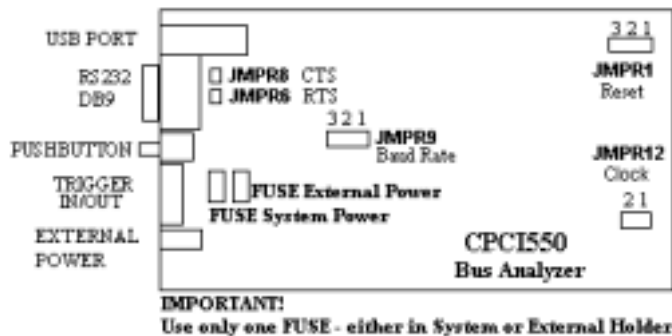 USB PORT
RS232
DB9
PUSHBUTTON
TRIGGER
IN/OUT
EXTERNAL
POWER
JMPR8 CTS
JMPR6 RTS
3 2 1
JMPR9
Baud Rate
FUSE External Power
FUSE System Power
3 2 1
JMPR1
Reset
JMPR12
Clock
2 1
CPCI550
Bus Analyzer
IMPORTANT!
Use only one FUSE - either in System or External Holder